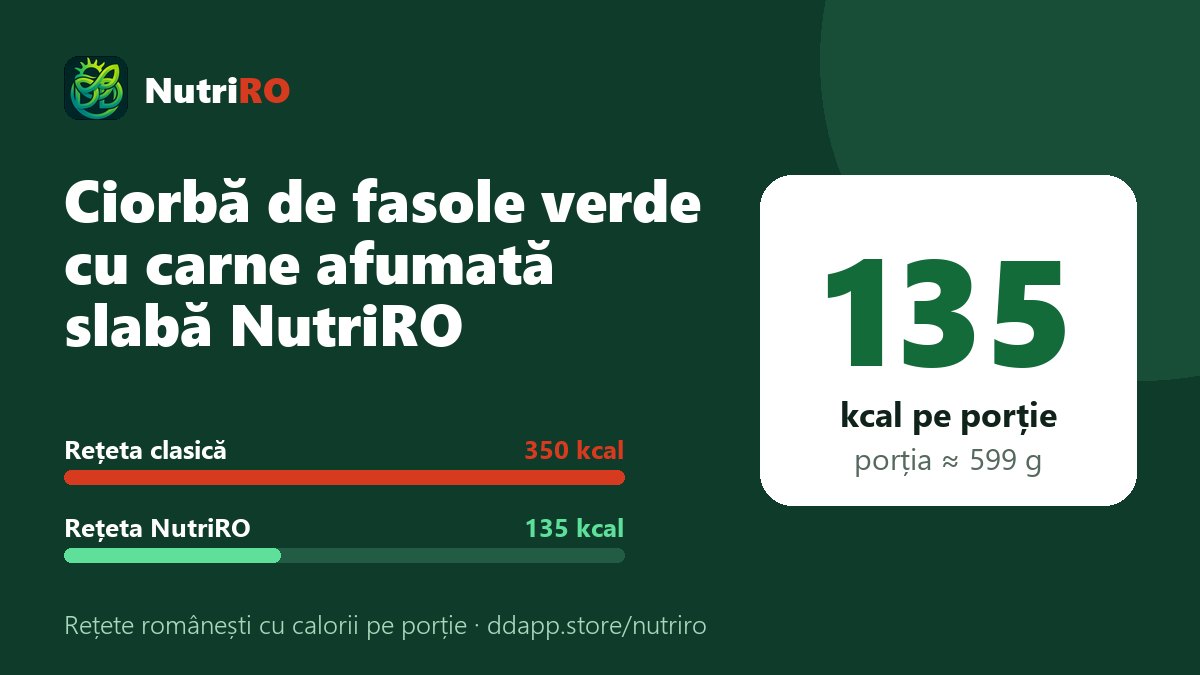 NutriRO
Ciorbă de fasole verde
cu carne afumată
slabă NutriRO
135
kcal pe porție
porția ≈ 599 g
Rețeta clasică 350 kcal
Rețeta NutriRO 135 kcal
Rețete românești cu calorii pe porție · ddapp.store/nutriro